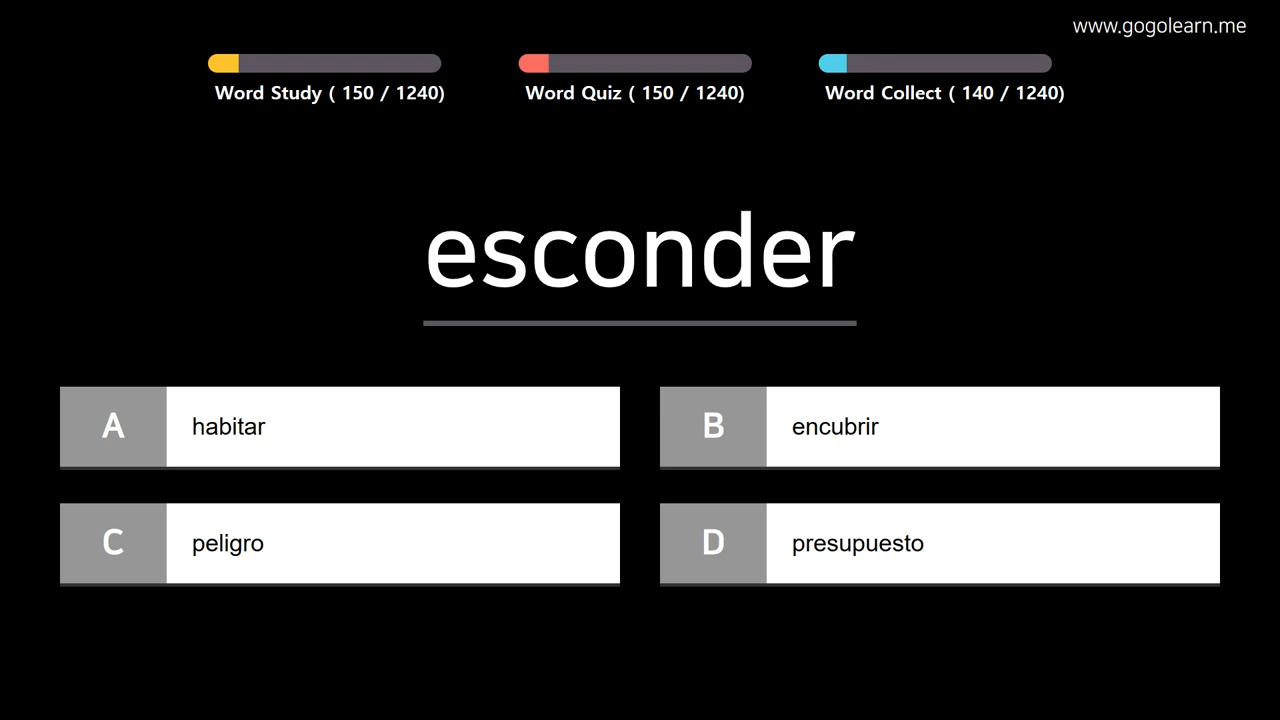 www.gogolearn.me
Word Study ( 150 / 1240)
Word Quiz ( 150 / 1240)
Word Collect ( 140 / 1240)
esconder
A habitar
B encubrir
C peligro
D presupuesto